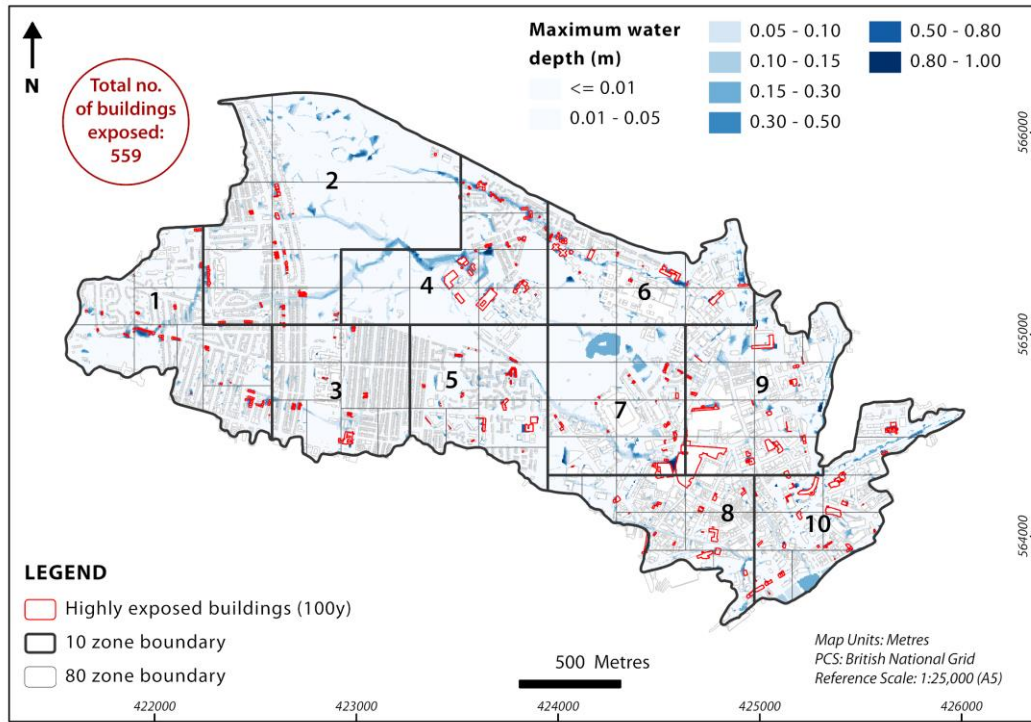 N
Total no.
of buildings
exposed:
559
Maximum water
depth (m)
<= 0.01
0.01 - 0.05
0.05 - 0.10
0.10 - 0.15
0.15 - 0.30
0.30 - 0.50
0.50 - 0.80
0.80 - 1.00
566000
565000
564000
2
1
4
6
3
5
7
9
8
10
LEGEND
Highly exposed buildings (100y)
10 zone boundary
80 zone boundary
500 Metres
Map Units: Metres
PCS: British National Grid
Reference Scale: 1:25,000 (A5)
422000
423000
424000
425000
426000